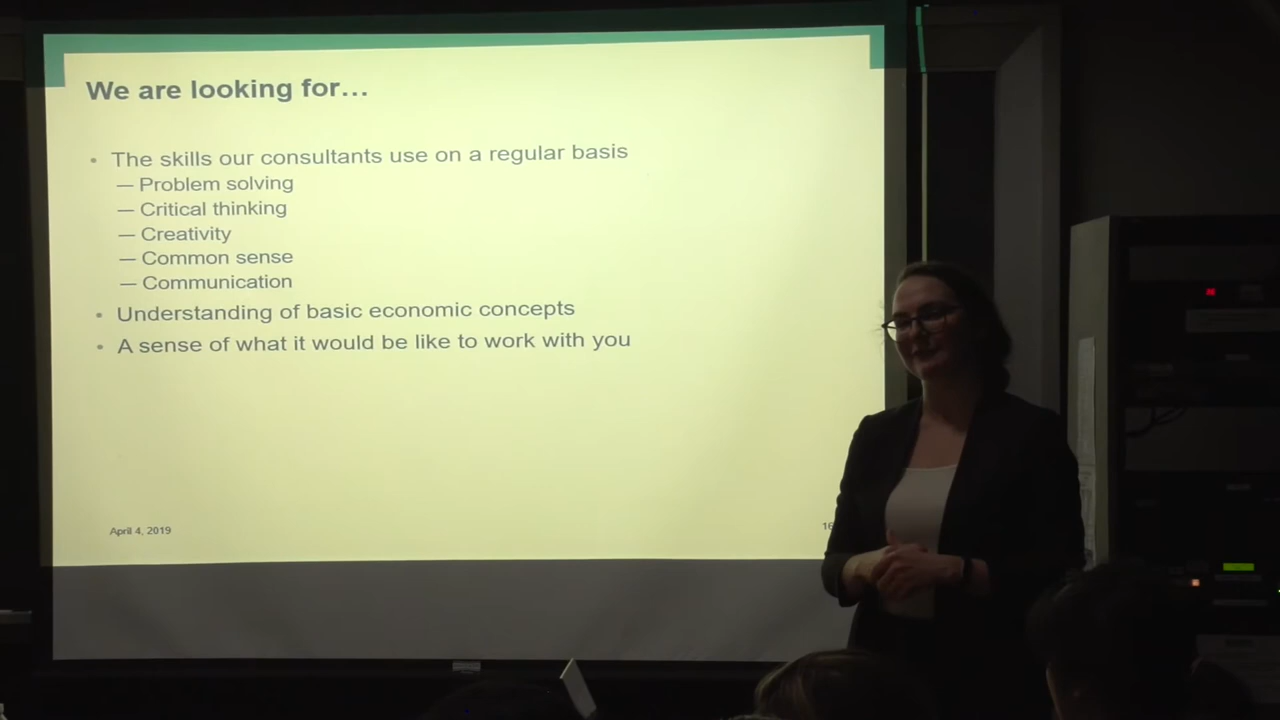 We are looking for…
• The skills our consultants use on a regular basis
— Problem solving
— Critical thinking
— Creativity
— Common sense
— Communication
• Understanding of basic economic concepts
• A sense of what it would be like to work with you
April 4, 2019
16